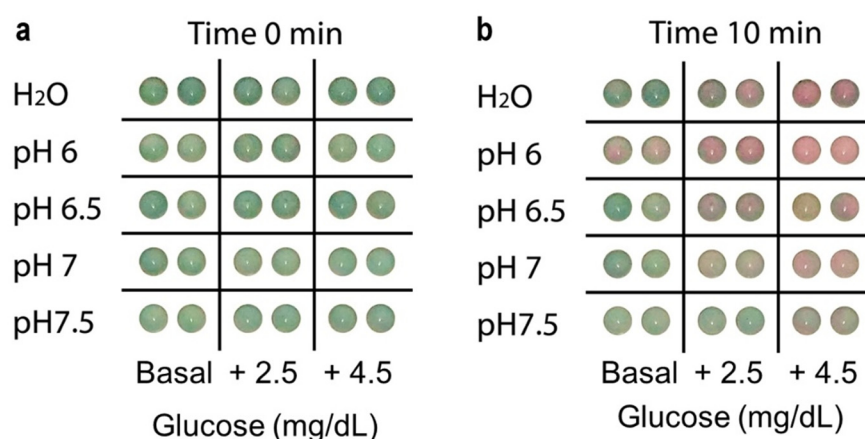 a
Time 0 min
H2O
pH 6
pH 6.5
pH 7
pH7.5
Basal + 2.5 + 4.5
Glucose (mg/dL)
b
Time 10 min
H2O
pH 6
pH 6.5
pH 7
pH7.5
Basal + 2.5 + 4.5
Glucose (mg/dL)